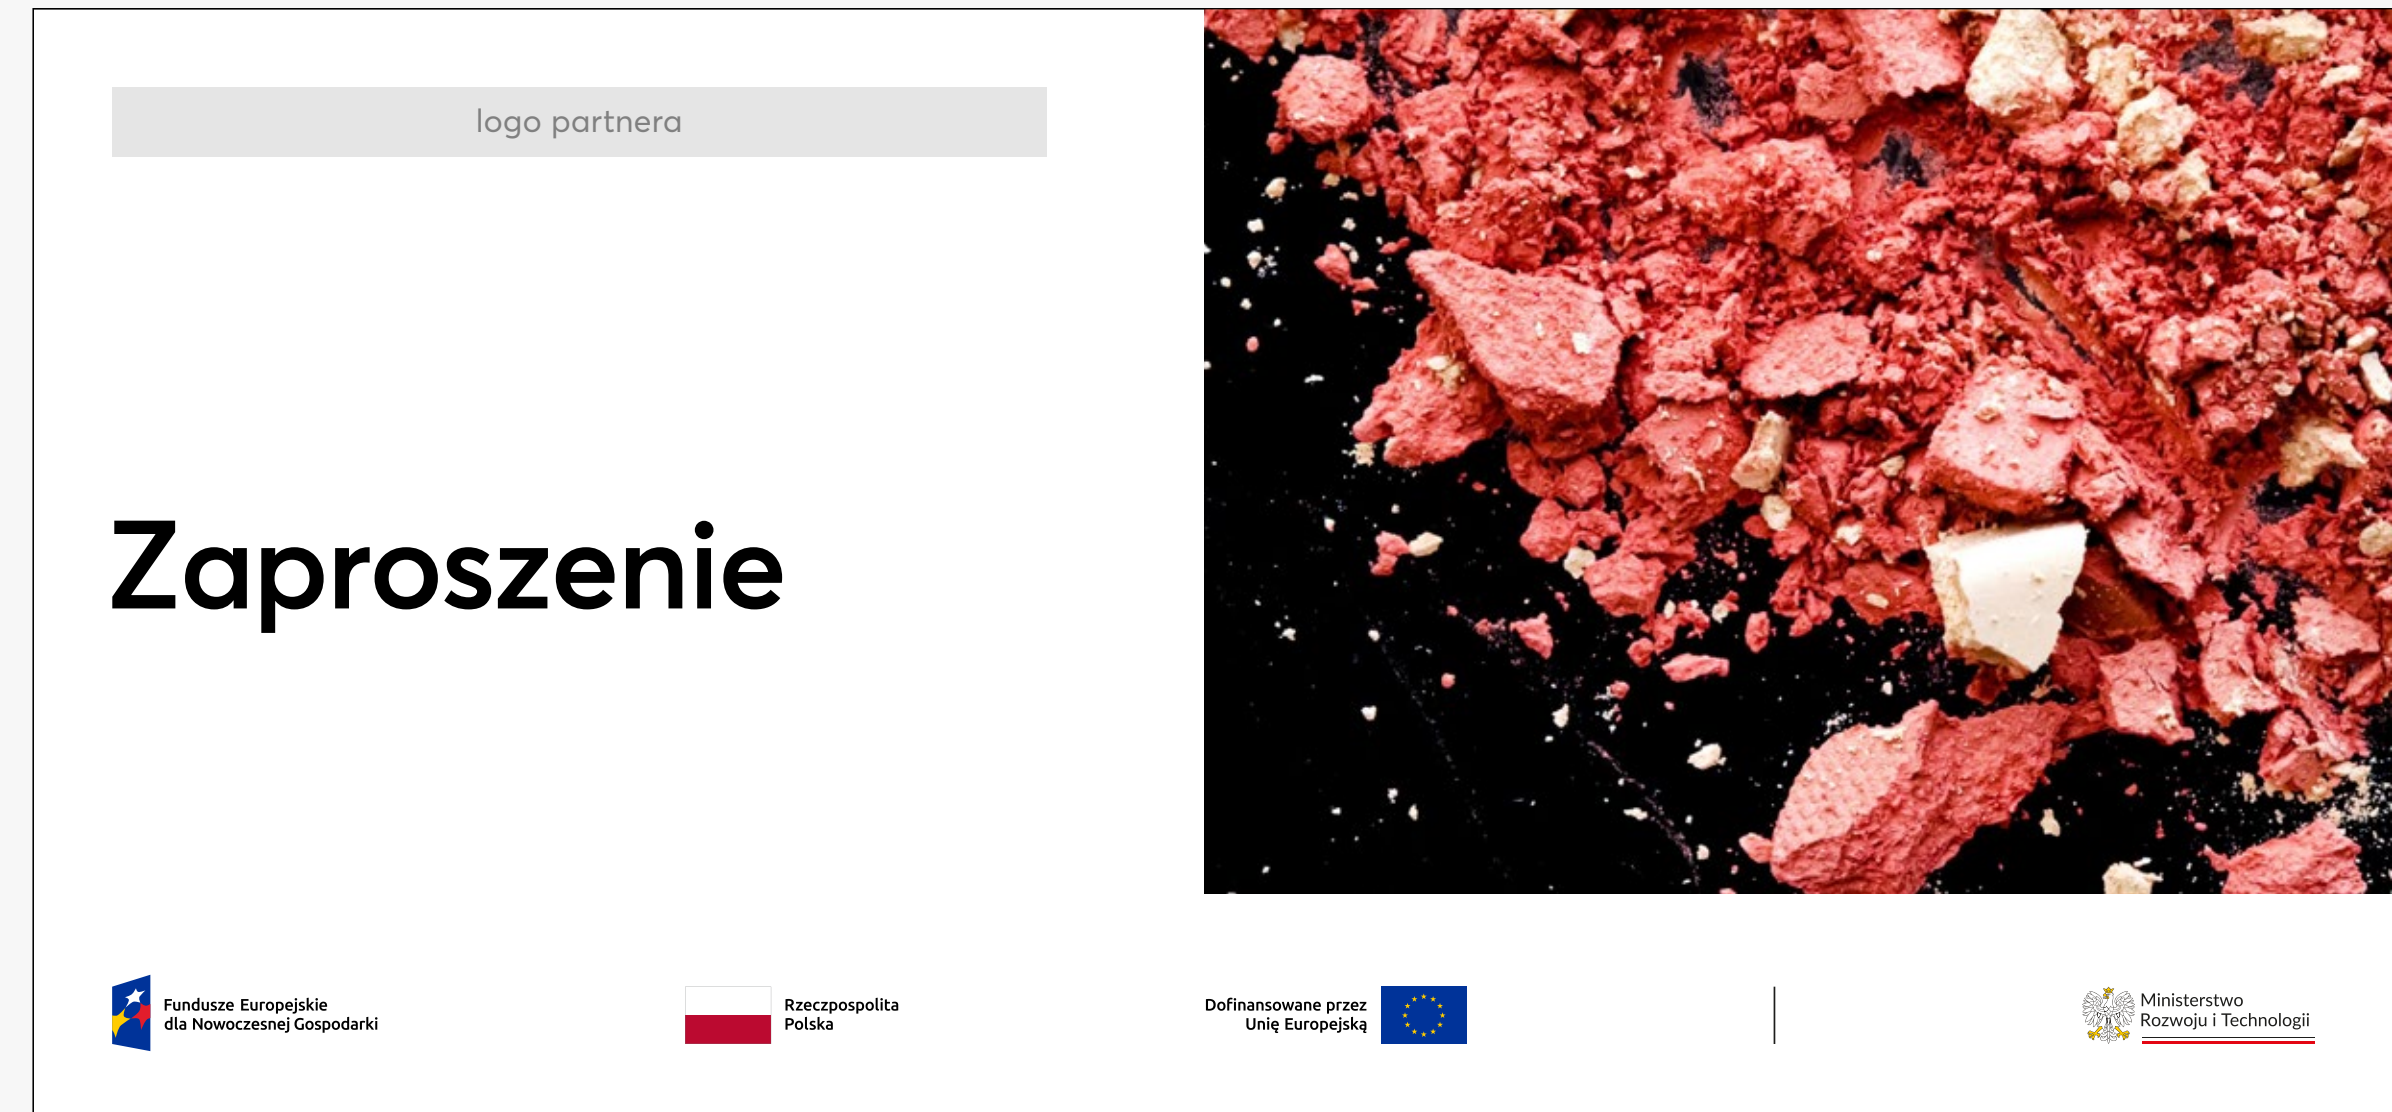 logo partnera
Zaproszenie
Fundusze Europejskie
dla Nowoczesnej Gospodarki
Rzeczpospolita
Polska
Dofinansowane przez
Unię Europejską
Ministerstwo
Rozwoju i Technologii